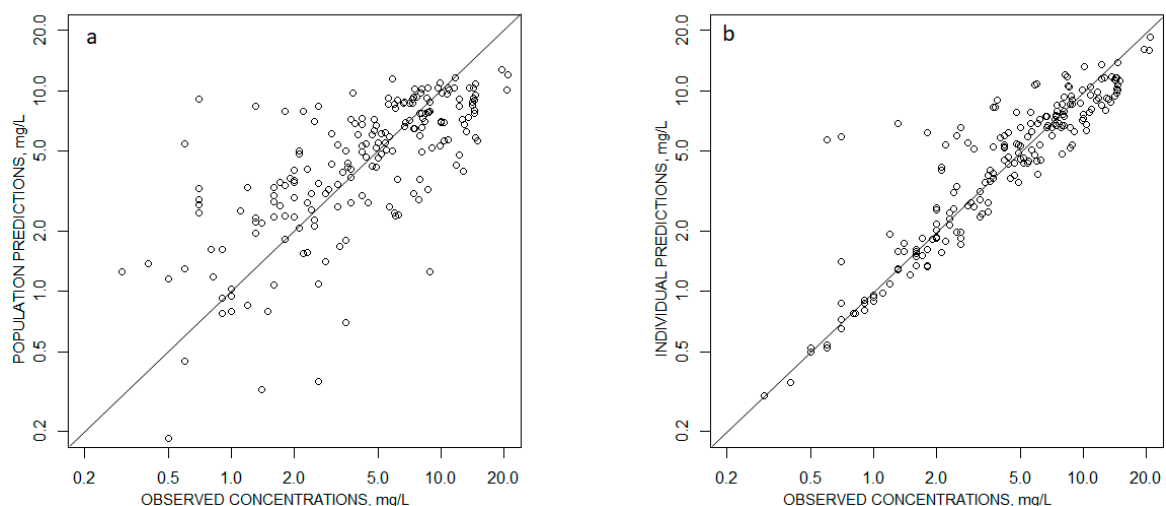 a
POPULATION PREDICTIONS, mg/L
20.0
10.0
5.0
2.0
1.0
0.5
0.2
0.2 0.5 1.0 2.0 5.0 10.0 20.0
OBSERVED CONCENTRATIONS, mg/L
b
INDIVIDUAL PREDICTIONS, mg/L
20.0
10.0
5.0
2.0
1.0
0.5
0.2
0.2 0.5 1.0 2.0 5.0 10.0 20.0
OBSERVED CONCENTRATIONS, mg/L